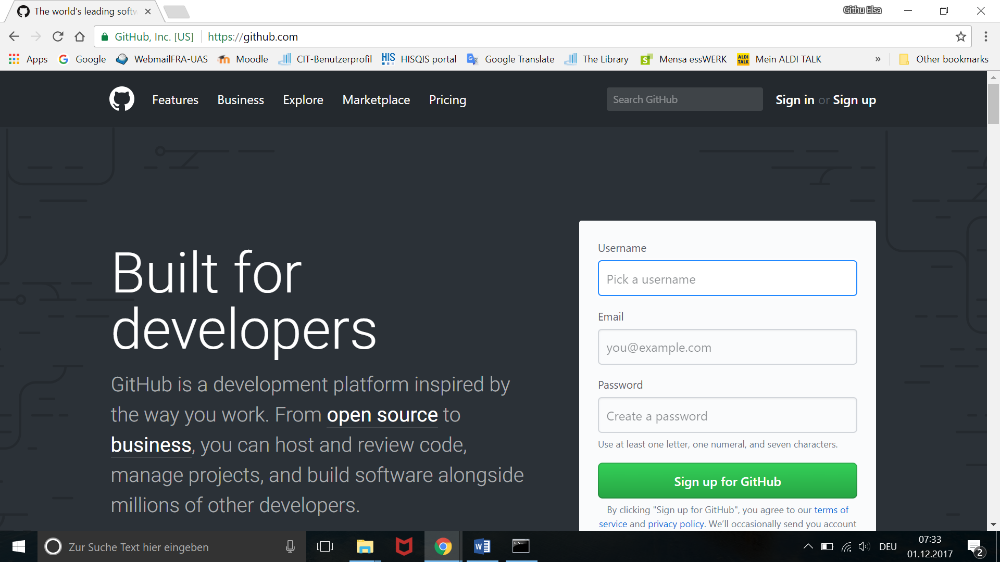 The world's leading softw
Githu Elsa
GitHub, Inc. [US] https://github.com
Apps Google WebmailFRA-UAS Moodle CIT-Benutzerprofil HIS HISQIS portal Google Translate The Library Mensa essWERK ALDI TALK Mein ALDI TALK » Other bookmarks
Features Business Explore Marketplace Pricing Search GitHub Sign in or Sign up
Built for
developers
GitHub is a development platform inspired by
the way you work. From open source to
business, you can host and review code,
manage projects, and build software alongside
millions of other developers.
Username
Pick a username
Email
you@example.com
Password
Create a password
Use at least one letter, one numeral, and seven characters.
Sign up for GitHub
By clicking "Sign up for GitHub", you agree to our terms of
service and privacy policy. We’ll occasionally send you account
Zur Suche Text hier eingeben
DEU
07:33
01.12.2017
2